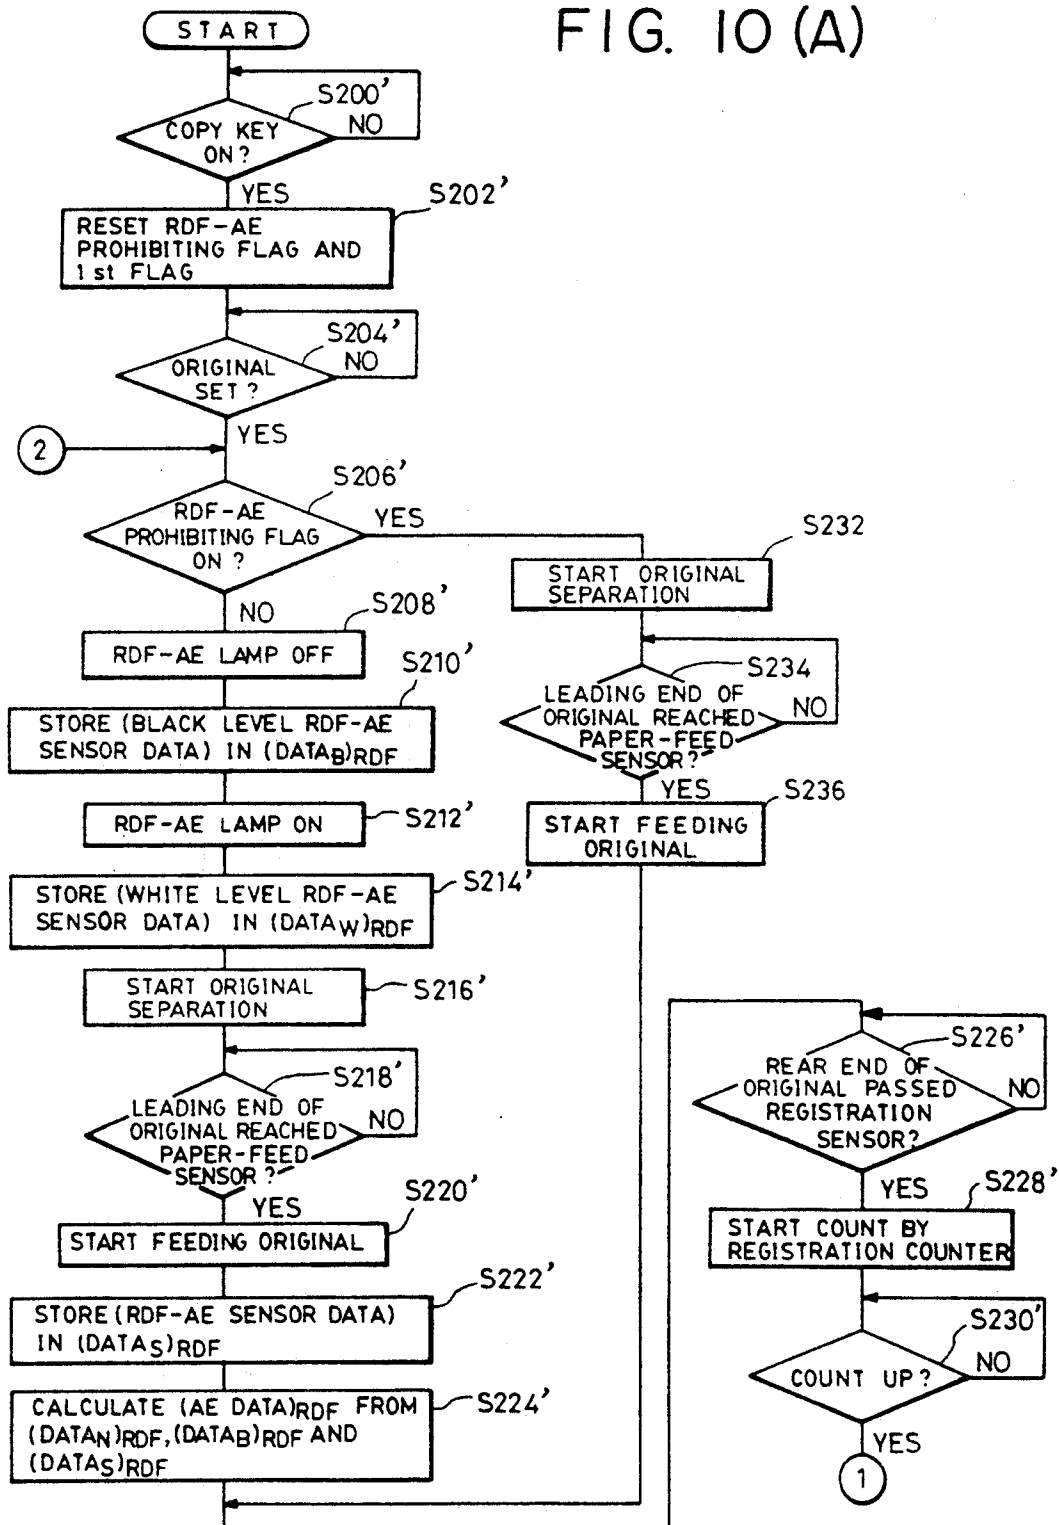 FIG. 10 (A)
START
S200'
COPY KEY
ON?
NO
YES
S202'
RESET RDF-AE
PROHIBITING FLAG AND
1st FLAG
S204'
ORIGINAL
SET?
NO
YES
2
S206'
RDF-AE
PROHIBITING FLAG
ON?
YES
NO
S208'
RDF-AE LAMP OFF
S210'
STORE (BLACK LEVEL RDF-AE
SENSOR DATA) IN (DATAB)RDF
S212'
RDF-AE LAMP ON
S214'
STORE (WHITE LEVEL RDF-AE
SENSOR DATA) IN (DATAW)RDF
S216'
START ORIGINAL
SEPARATION
S218'
LEADING END OF
ORIGINAL REACHED
PAPER-FEED
SENSOR?
NO
YES
S220'
START FEEDING ORIGINAL
S222'
STORE (RDF-AE SENSOR DATA)
IN (DATAS)RDF
S224'
CALCULATE (AE DATA)RDF FROM
(DATAN)RDF, (DATAB)RDF AND
(DATAS)RDF
S232
START ORIGINAL
SEPARATION
S234
LEADING END OF
ORIGINAL REACHED
PAPER-FEED
SENSOR?
NO
YES
S236
START FEEDING
ORIGINAL
S226'
REAR END OF
ORIGINAL PASSED
REGISTRATION
SENSOR?
NO
YES
S228'
START COUNT BY
REGISTRATION COUNTER
S230'
COUNT UP?
NO
YES
1